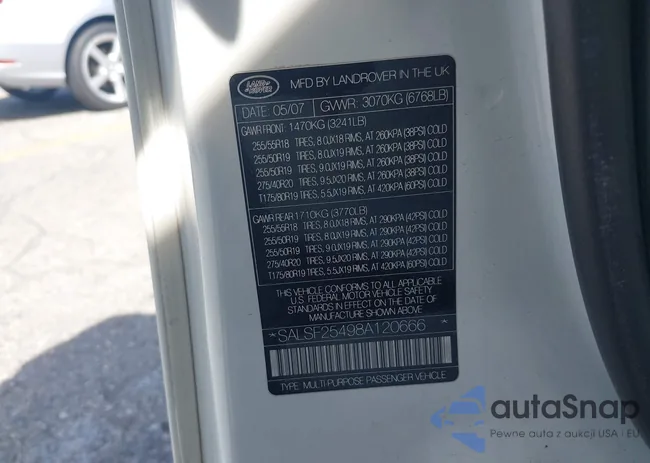 LAND ROVER
MFD BY LANDROVER IN THE UK
DATE 05/07 GVWR: 3070KG (6768LB)
GAWR FRONT: 1470KG (3241LB)
255/55R18 TIRES, 8.0JX18 RIMS, AT 260KPA (38PSI) COLD
255/50R19 TIRES, 8.0JX19 RIMS, AT 260KPA (38PSI) COLD
255/50R19 TIRES, 9.0JX19 RIMS, AT 260KPA (38PSI) COLD
275/40R20 TIRES, 9.5JX20 RIMS, AT 260KPA (38PSI) COLD
T175/80R19 TIRES, 5.5JX19 RIMS, AT 420KPA (60PSI) COLD
GAWR REAR 1710KG (3770LB)
255/55R18 TIRES, 8.0JX18 RIMS, AT 290KPA (42PSI) COLD
255/50R19 TIRES, 8.0JX19 RIMS, AT 290KPA (42PSI) COLD
255/50R19 TIRES, 9.0JX19 RIMS, AT 290KPA (42PSI) COLD
275/40R20 TIRES, 9.5JX20 RIMS, AT 290KPA (42PSI) COLD
T175/80R19 TIRES, 5.5JX19 RIMS, AT 420KPA (60PSI) COLD
THIS VEHICLE CONFORMS TO ALL APPLICABLE
U.S. FEDERAL MOTOR VEHICLE SAFETY
STANDARDS IN EFFECT ON THE DATE OF
MANUFACTURE SHOWN ABOVE
*SALSF25498A120666*
TYPE: MULTI PURPOSE PASSENGER VEHICLE
autaSnap
Pewne auta z aukcji USA i EU